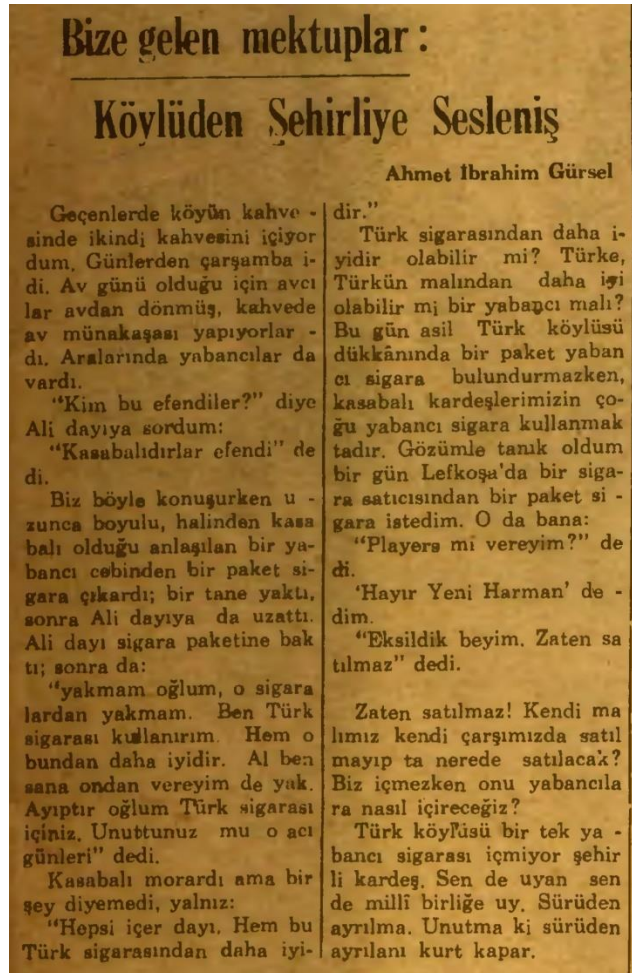 Bize gelen mektuplar :
Köylüden Şehirliye Sesleniş
Ahmet İbrahim Gürsel
Geçenlerde köyün kahve -
sinde ikindi kahvesini içiyor
dum. Günlerden çarşamba i-
di. Av günü olduğu için avcı
lar avdan dönmüş, kahvede
av münakaşası yapıyorlar -
dı. Aralarında yabancılar da
vardı.
"Kim bu efendiler?" diye
Ali dayıya sordum:
"Kasabalıdırlar efendi" de
di.
Biz böyle konuşurken u -
zunca boyulu, halinden kasa
balı olduğu anlaşılan bir ya-
bancı cebinden bir paket si-
gara çıkardı; bir tane yaktı,
sonra Ali dayıya da uzattı.
Ali dayı sigara paketine bak
tı; sonra da:
"yakmam oğlum, o sigara
lardan yakmam. Ben Türk
sigarası kullanırım. Hem o
bundan daha iyidir. Al ben
sana ondan vereyim de yak.
Ayıptır oğlum Türk sigarası
içiniz. Unuttunuz mu o acı
günleri" dedi.
Kasabalı morardı ama bir
şey diyemedi, yalnız:
"Hepsi içer dayı. Hem bu
Türk sigarasından daha iyi-
dir."
Türk sigarasından daha i-
yidir olabilir mi? Türke,
Türkün malından daha iyi
olabilir mi bir yabancı malı?
Bu gün asil Türk köylüsü
dükkânında bir paket yaban
cı sigara bulundurmazken,
kasabalı kardeşlerimizin ço-
ğu yabancı sigara kullanmak
tadır. Gözümle tanık oldum
bir gün Lefkoşa'da bir siga-
ra satıcısından bir paket si -
gara istedim. O da bana:
"Players mi vereyim?" de
di.
'Hayır Yeni Harman' de -
dim.
"Eksildik beyim. Zaten sa
tılmaz" dedi.
Zaten satılmaz! Kendi ma
lımız kendi çarşımızda satıl
mayıp ta nerede satılacak?
Biz içmezken onu yabancıla
ra nasıl içireceğiz?
Türk köylüsü bir tek ya -
bancı sigarası içmiyor şehir
li kardeş. Sen de uyan sen
de millî birliğe uy. Sürüden
ayrılma. Unutma ki sürüden
ayrılanı kurt kapar.